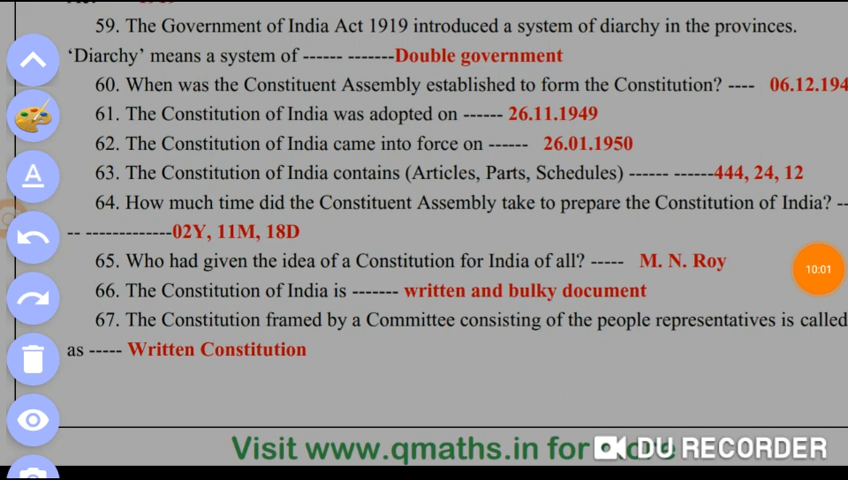 59. The Government of India Act 1919 introduced a system of diarchy in the provinces.
‘Diarchy’ means a system of ------ -------Double government
60. When was the Constituent Assembly established to form the Constitution? ---- 06.12.194
61. The Constitution of India was adopted on ------ 26.11.1949
62. The Constitution of India came into force on ------ 26.01.1950
63. The Constitution of India contains (Articles, Parts, Schedules) ------ ------444, 24, 12
64. How much time did the Constituent Assembly take to prepare the Constitution of India? --
-- -------------02Y, 11M, 18D
65. Who had given the idea of a Constitution for India of all? ----- M. N. Roy
10:01
66. The Constitution of India is ------- written and bulky document
67. The Constitution framed by a Committee consisting of the people representatives is called
as ----- Written Constitution
Visit www.qmaths.in for
DU RECORDER